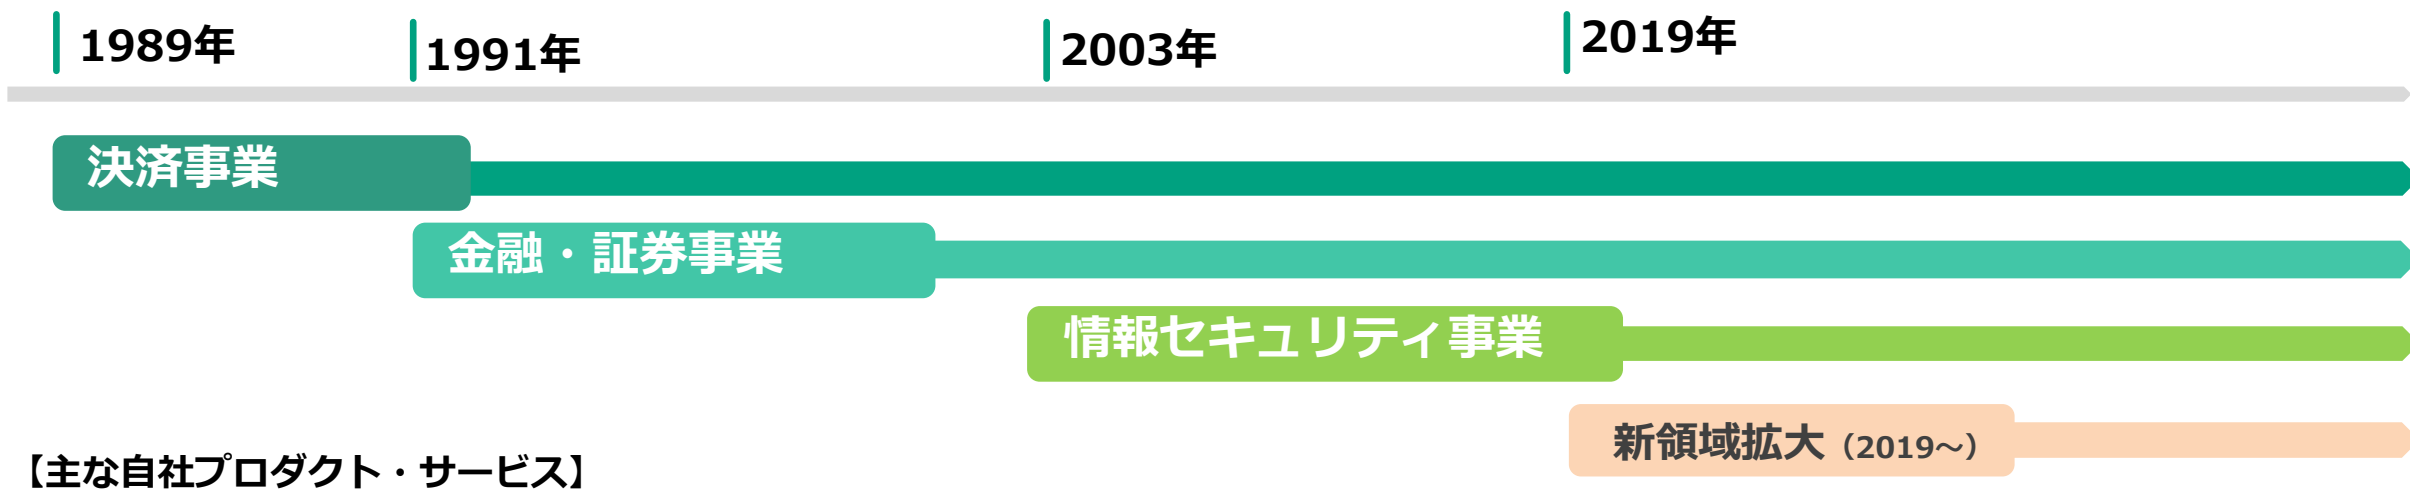 1989年
1991年
2003年
2019年
決済事業
金融・証券事業
情報セキュリティ事業
新領域拡大（2019～）
【主な自社プロダクト・サービス】